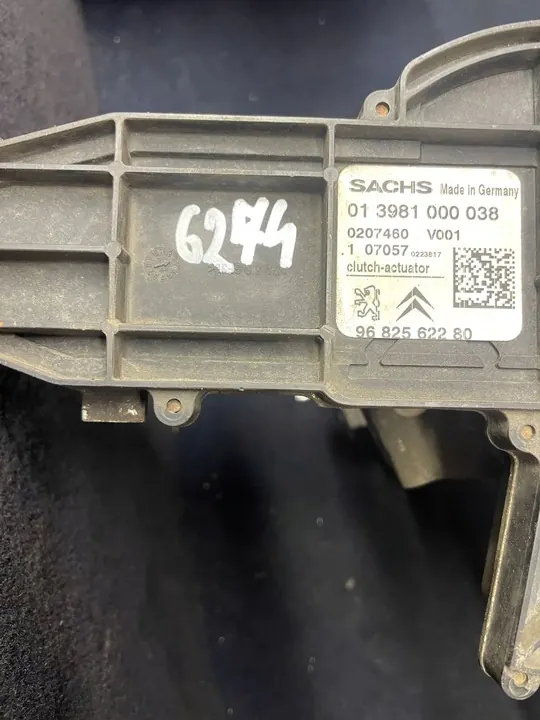 6274
SACHS Made in Germany
01 3981 000 038
0207460 V001
1 07057 0223817
clutch-actuator
96 825 622 80